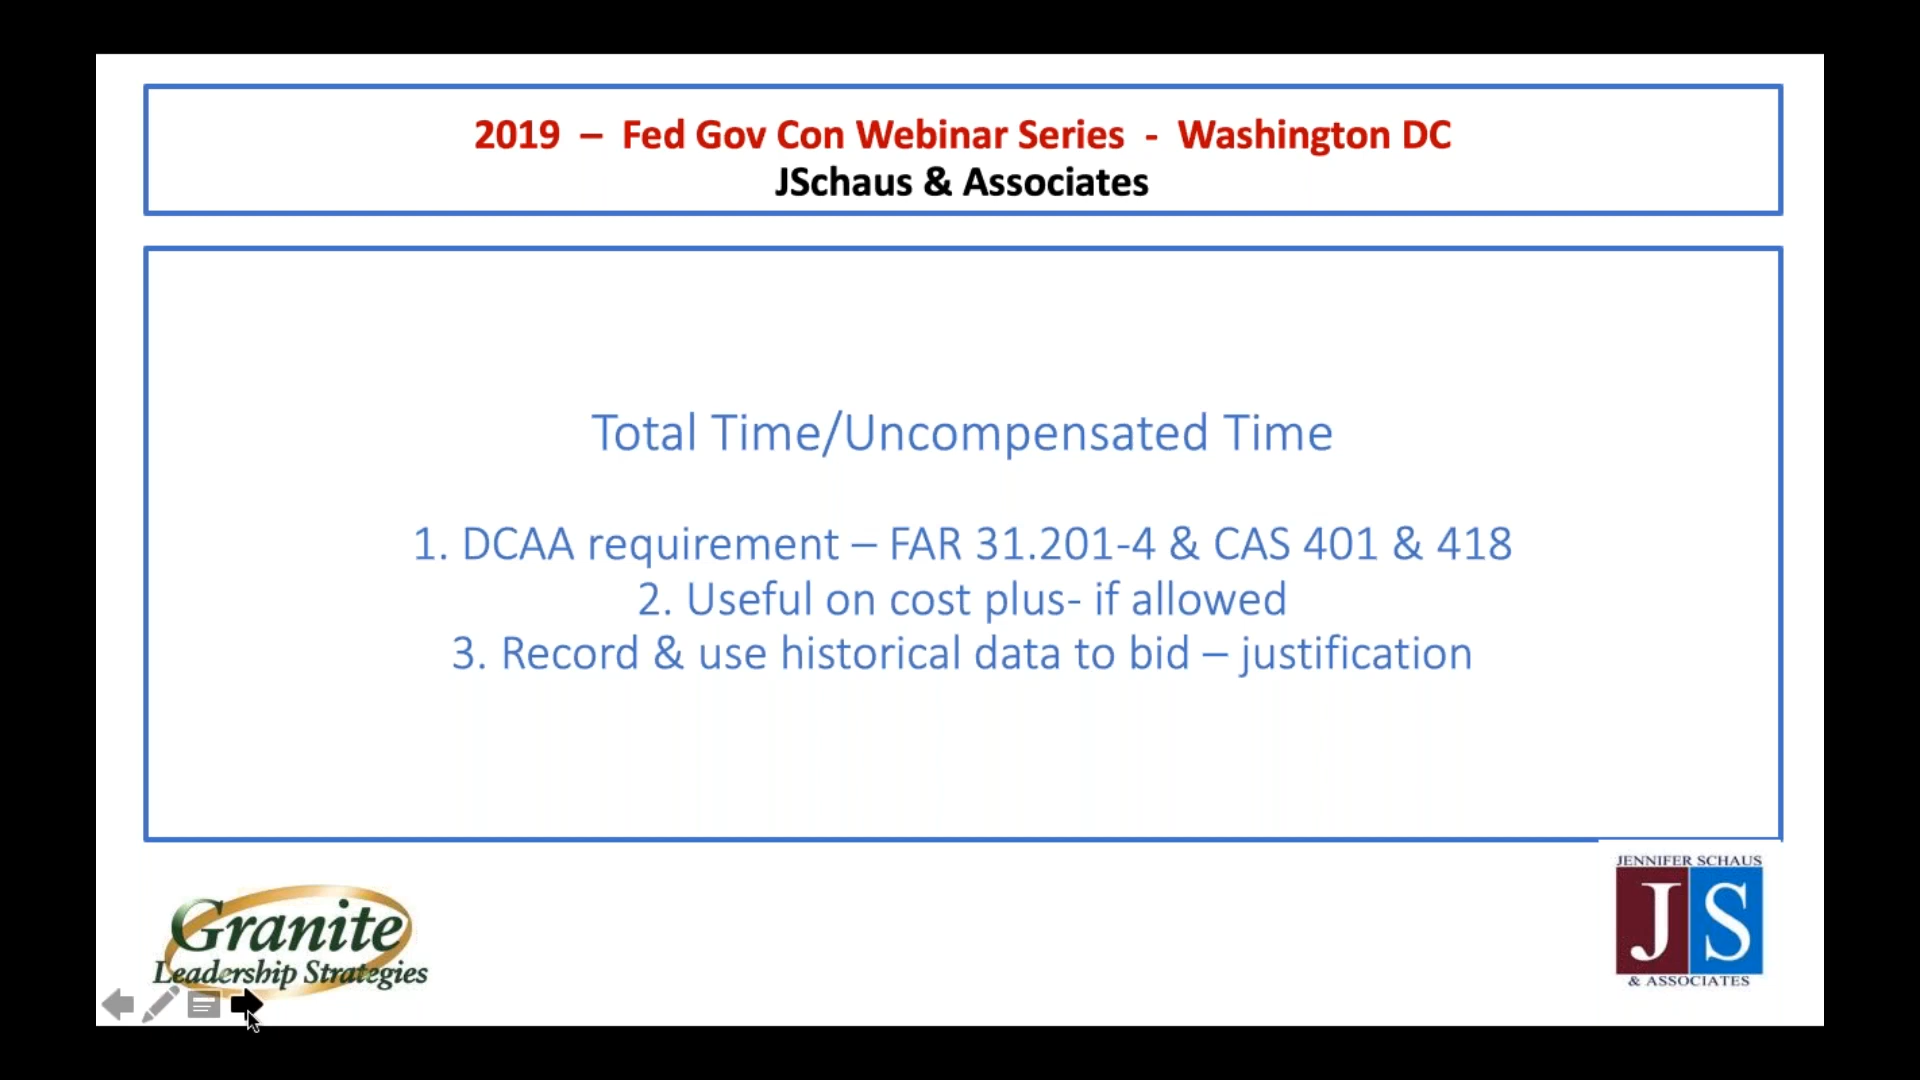 2019 – Fed Gov Con Webinar Series - Washington DC
JSchaus & Associates
Total Time/Uncompensated Time
1. DCAA requirement – FAR 31.201-4 & CAS 401 & 418
2. Useful on cost plus- if allowed
3. Record & use historical data to bid – justification
Granite
Leadership Strategies
JENNIFER SCHAUS
JS
& ASSOCIATES